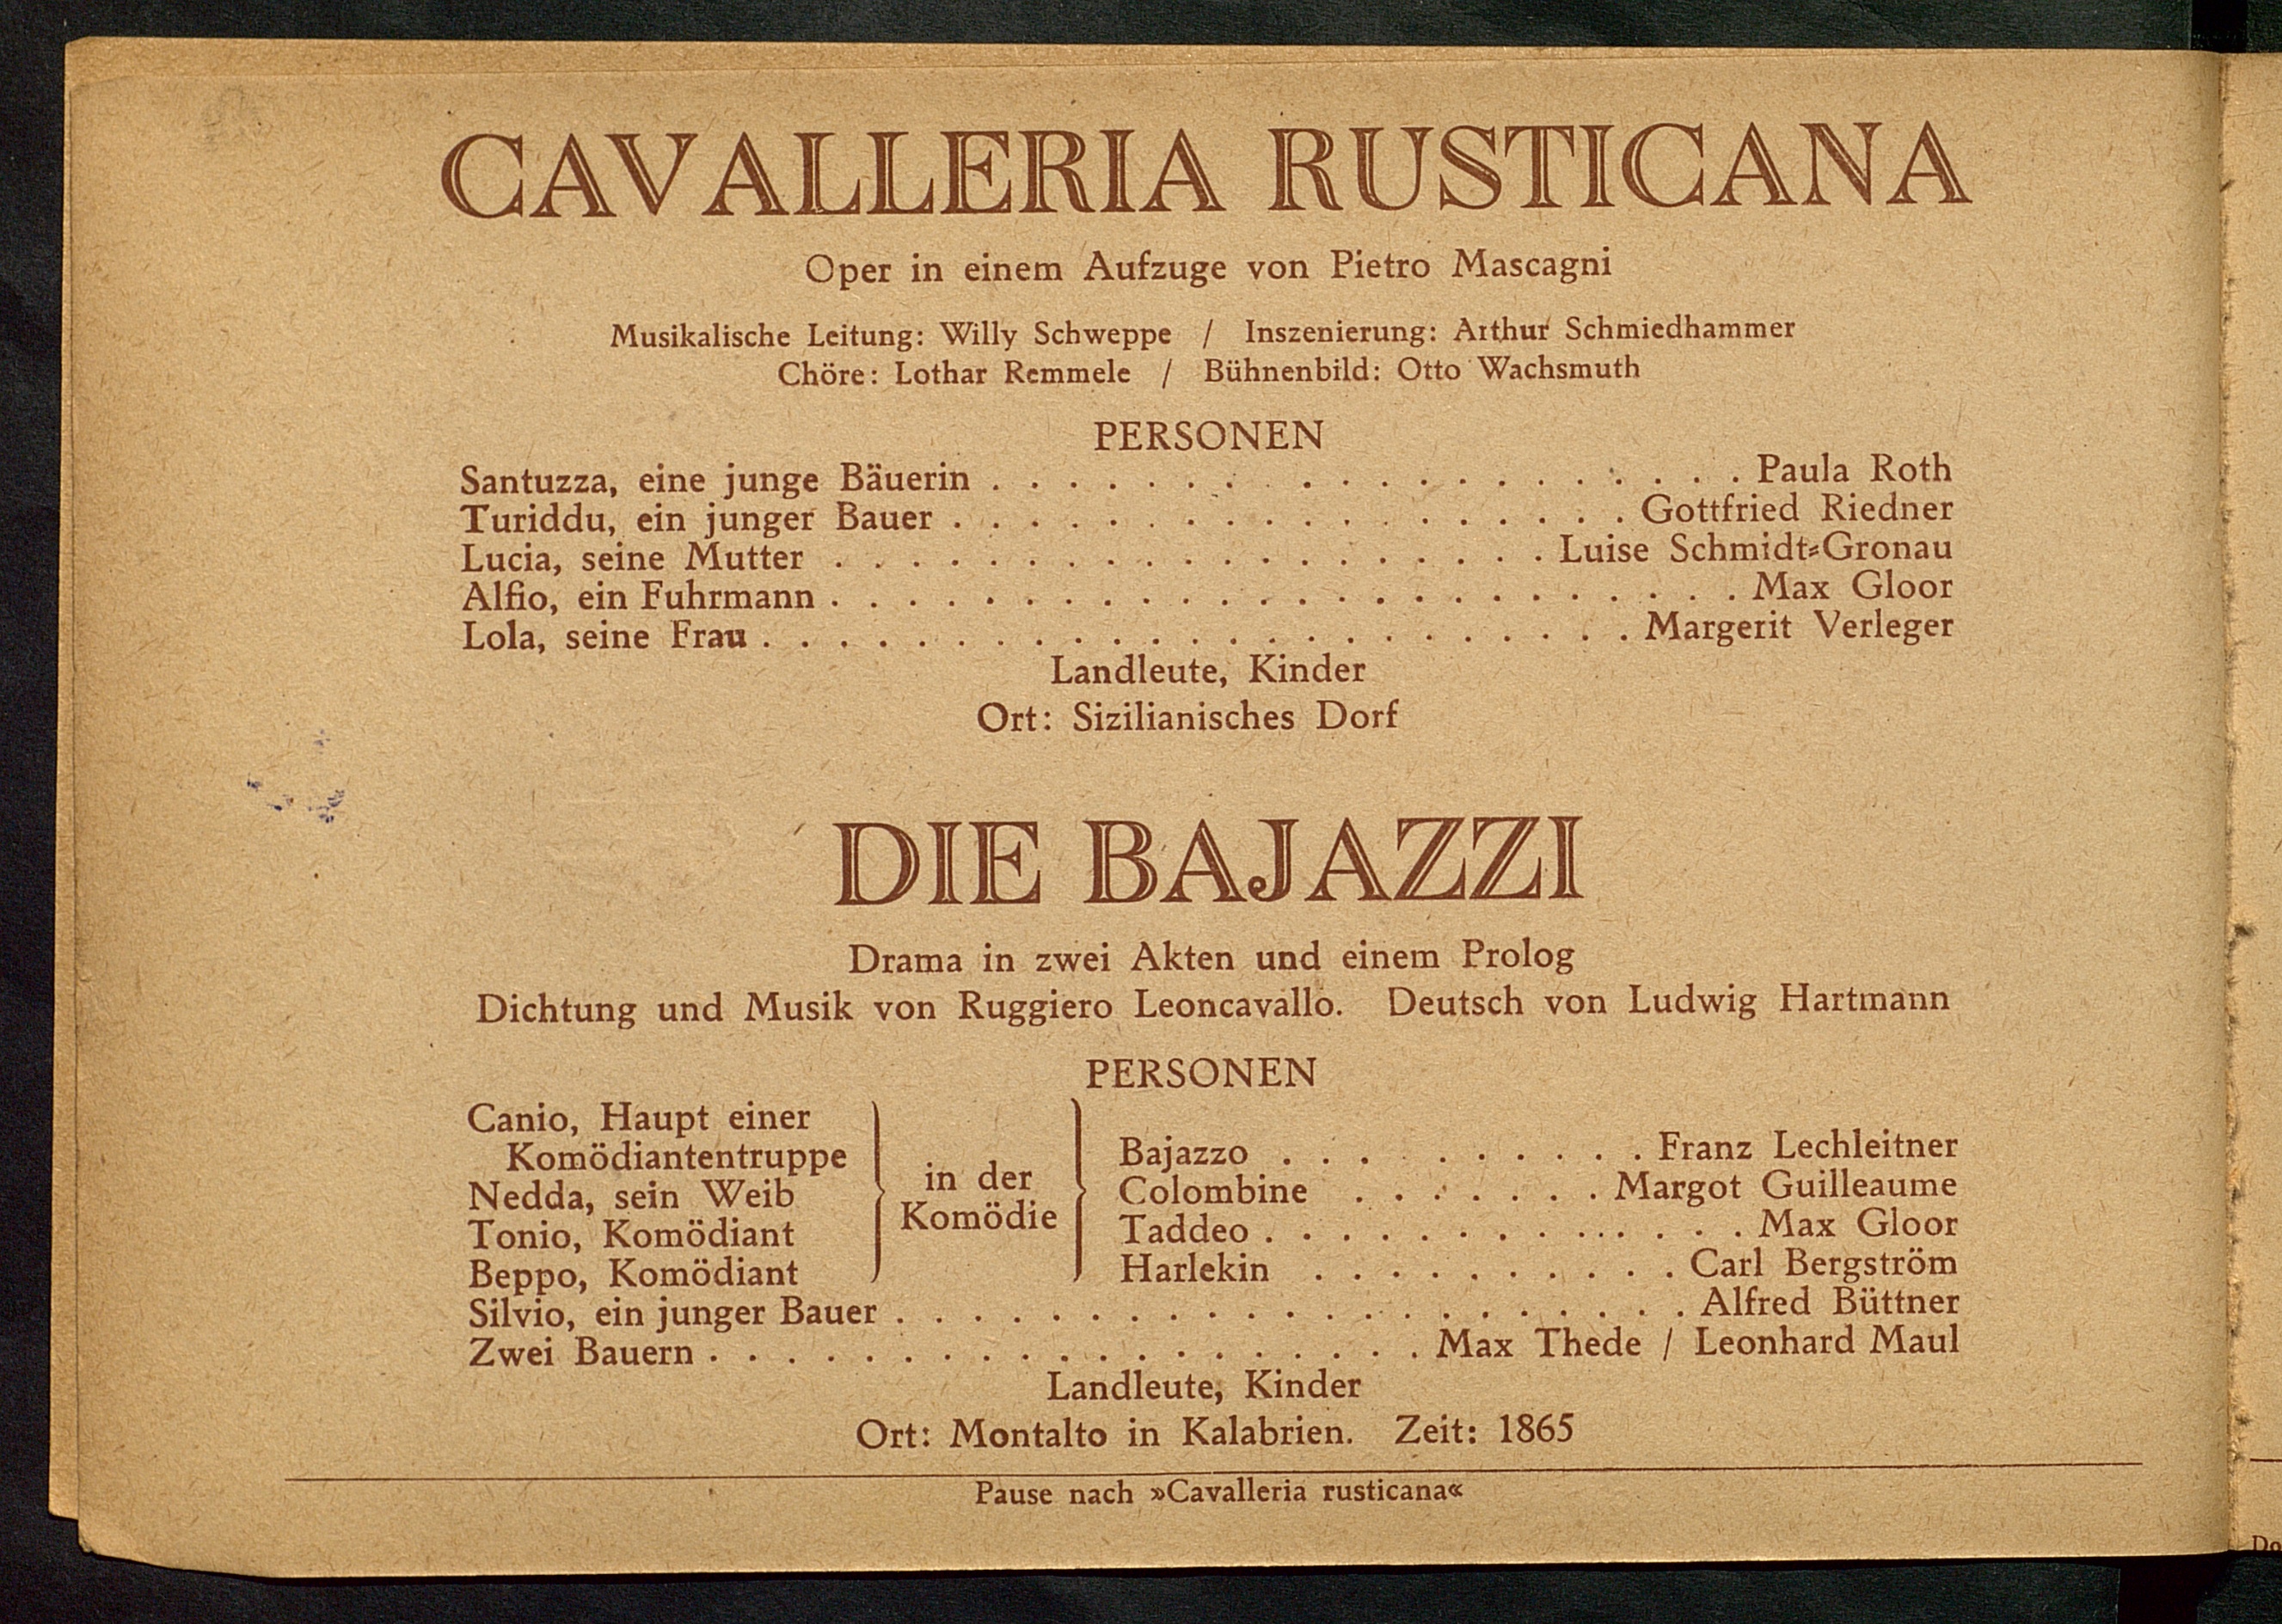 CAVALLERIA RUSTICANA
Oper in einem Aufzuge von Pietro Mascagni
Musikalische Leitung: Willy Schweppe / Inszenierung: Arthur Schmiedhammer
Chöre: Lothar Remmele / Bühnenbild: Otto Wachsmuth
PERSONEN
Santuzza, eine junge Bäuerin . . . . . . . . . . . . . . . . . . . . Paula Roth
Turiddu, ein junger Bauer . . . . . . . . . . . . . . . . . . Gottfried Riedner
Lucia, seine Mutter . . . . . . . . . . . . . . . . . . . Luise Schmidt=Gronau
Alfio, ein Fuhrmann . . . . . . . . . . . . . . . . . . . . . . . . Max Gloor
Lola, seine Frau . . . . . . . . . . . . . . . . . . . . . . . Margerit Verleger
Landleute, Kinder
Ort: Sizilianisches Dorf
DIE BAJAZZI
Drama in zwei Akten und einem Prolog
Dichtung und Musik von Ruggiero Leoncavallo. Deutsch von Ludwig Hartmann
PERSONEN
Canio, Haupt einer
Komödiantentruppe } in der Komödie { Bajazzo . . . . . . . . . . Franz Lechleitner
Nedda, sein Weib Colombine . . . . . . . Margot Guilleaume
Tonio, Komödiant Taddeo . . . . . . . . . . . . . Max Gloor
Beppo, Komödiant Harlekin . . . . . . . . . . Carl Bergström
Silvio, ein junger Bauer . . . . . . . . . . . . . . . . . . . . . Alfred Büttner
Zwei Bauern . . . . . . . . . . . . . . . . . . . Max Thede / Leonhard Maul
Landleute, Kinder
Ort: Montalto in Kalabrien. Zeit: 1865
Pause nach »Cavalleria rusticana«
Do